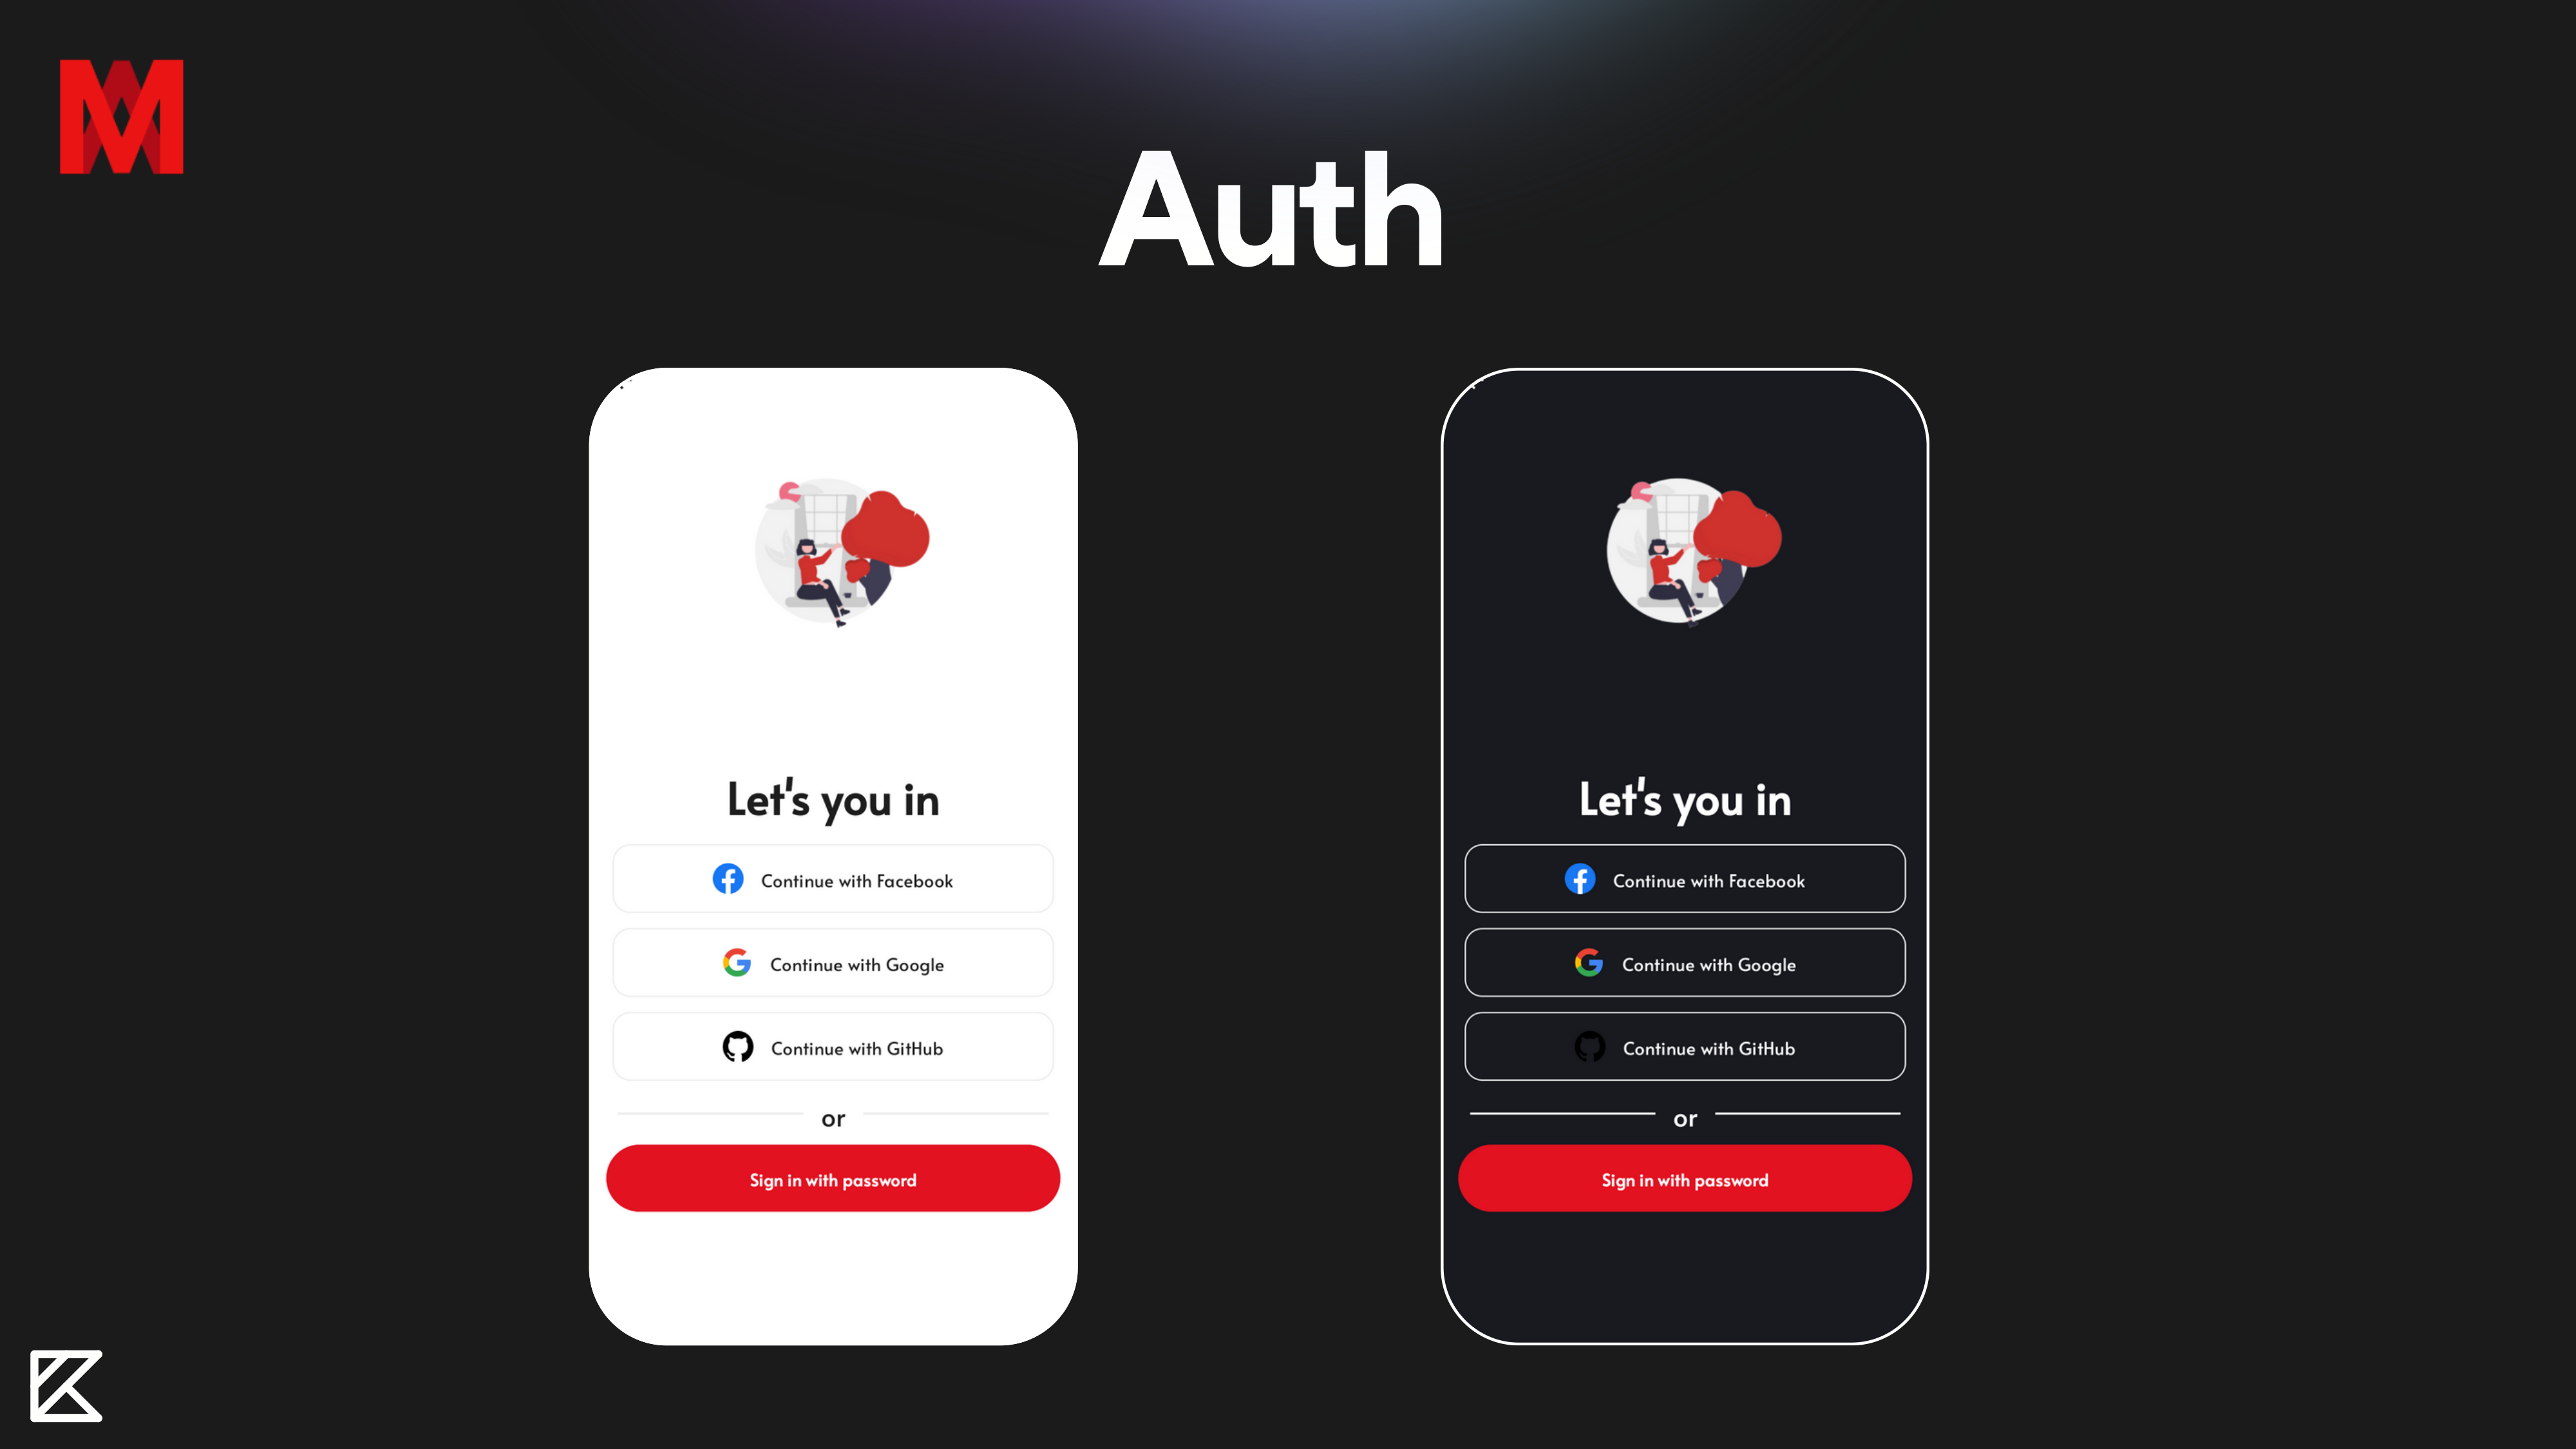 Auth
Let's you in
Continue with Facebook
Continue with Google
Continue with GitHub
or
Sign in with password
Let's you in
Continue with Facebook
Continue with Google
Continue with GitHub
or
Sign in with password